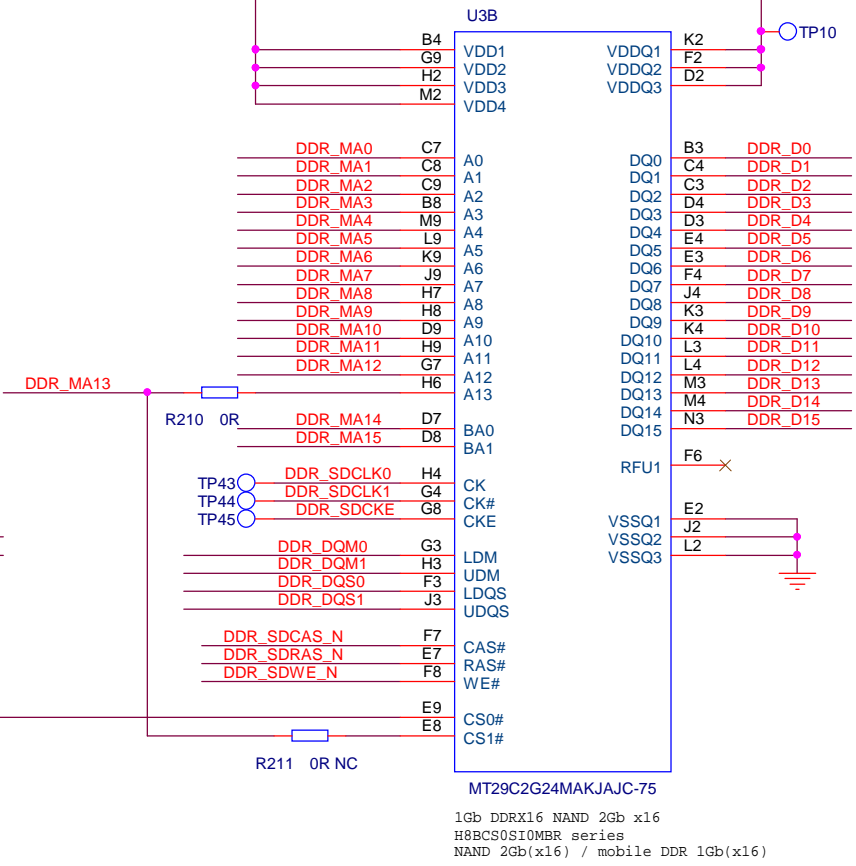 U3B
TP10
B4 VDD1 VDDQ1 K2
G9 VDD2 VDDQ2 F2
H2 VDD3 VDDQ3 D2
M2 VDD4
DDR_MA0 C7 A0 DQ0 B3 DDR_D0
DDR_MA1 C8 A1 DQ1 C4 DDR_D1
DDR_MA2 C9 A2 DQ2 C3 DDR_D2
DDR_MA3 B8 A3 DQ3 D4 DDR_D3
DDR_MA4 M9 A4 DQ4 D3 DDR_D4
DDR_MA5 L9 A5 DQ5 E4 DDR_D5
DDR_MA6 K9 A6 DQ6 E3 DDR_D6
DDR_MA7 J9 A7 DQ7 F4 DDR_D7
DDR_MA8 H7 A8 DQ8 J4 DDR_D8
DDR_MA9 H8 A9 DQ9 K3 DDR_D9
DDR_MA10 D9 A10 DQ10 K4 DDR_D10
DDR_MA11 H9 A11 DQ11 L3 DDR_D11
DDR_MA12 G7 A12 DQ12 L4 DDR_D12
DDR_MA13 H6 A13 DQ13 M3 DDR_D13
DQ14 M4 DDR_D14
R210 0R
DDR_MA14 D7 BA0 DQ15 N3 DDR_D15
DDR_MA15 D8 BA1
RFU1 F6
TP43 DDR_SDCLK0 H4 CK
TP44 DDR_SDCLK1 G4 CK#
TP45 DDR_SDCKE G8 CKE VSSQ1 E2
VSSQ2 J2
DDR_DQM0 G3 LDM VSSQ3 L2
DDR_DQM1 H3 UDM
DDR_DQS0 F3 LDQS
DDR_DQS1 J3 UDQS
DDR_SDCAS_N F7 CAS#
DDR_SDRAS_N E7 RAS#
DDR_SDWE_N F8 WE#
E9 CS0#
E8 CS1#
R211 0R NC
MT29C2G24MAKJAJC-75
1Gb DDRX16 NAND 2Gb x16
H8BCS0SI0MBR series
NAND 2Gb(x16) / mobile DDR 1Gb(x16)